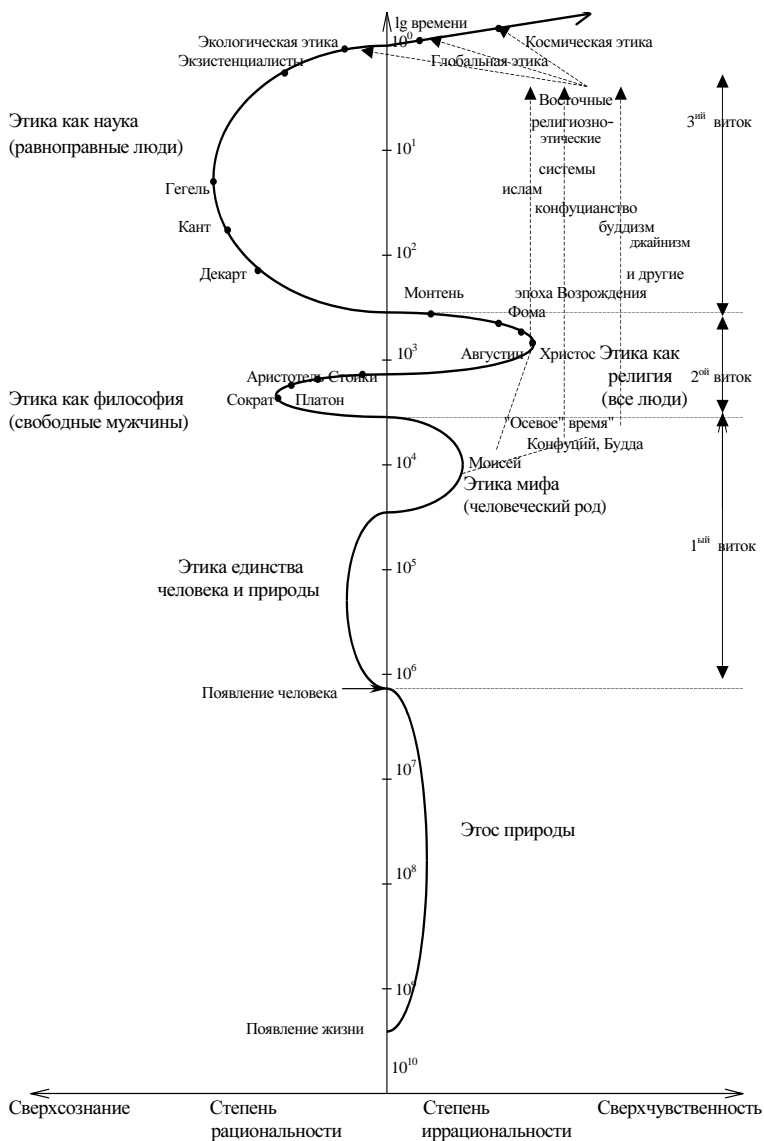 lg времени
10⁰
Экологическая этика
Космическая этика
Экзистенциалисты
Глобальная этика
Восточные
религиозно-
этические
системы
ислам
конфуцианство
буддизм
джайнизм
и другие
3ий виток
Этика как наука
(равноправные люди)
10¹
Гегель
Кант
10²
Декарт
Монтень
эпоха Возрождения
Фома
10³
Августин
Христос
Этика как
религия
(все люди)
2ой виток
Аристотель
Стоики
Сократ
Платон
Этика как философия
(свободные мужчины)
"Осевое" время"
Конфуций, Будда
10⁴
Моисей
Этика мифа
(человеческий род)
1ый виток
10⁵
Этика единства
человека и природы
10⁶
Появление человека
10⁷
Этос природы
10⁸
10⁹
Появление жизни
10¹⁰
Сверхсознание
Степень
рациональности
Степень
иррациональности
Сверхчувственность